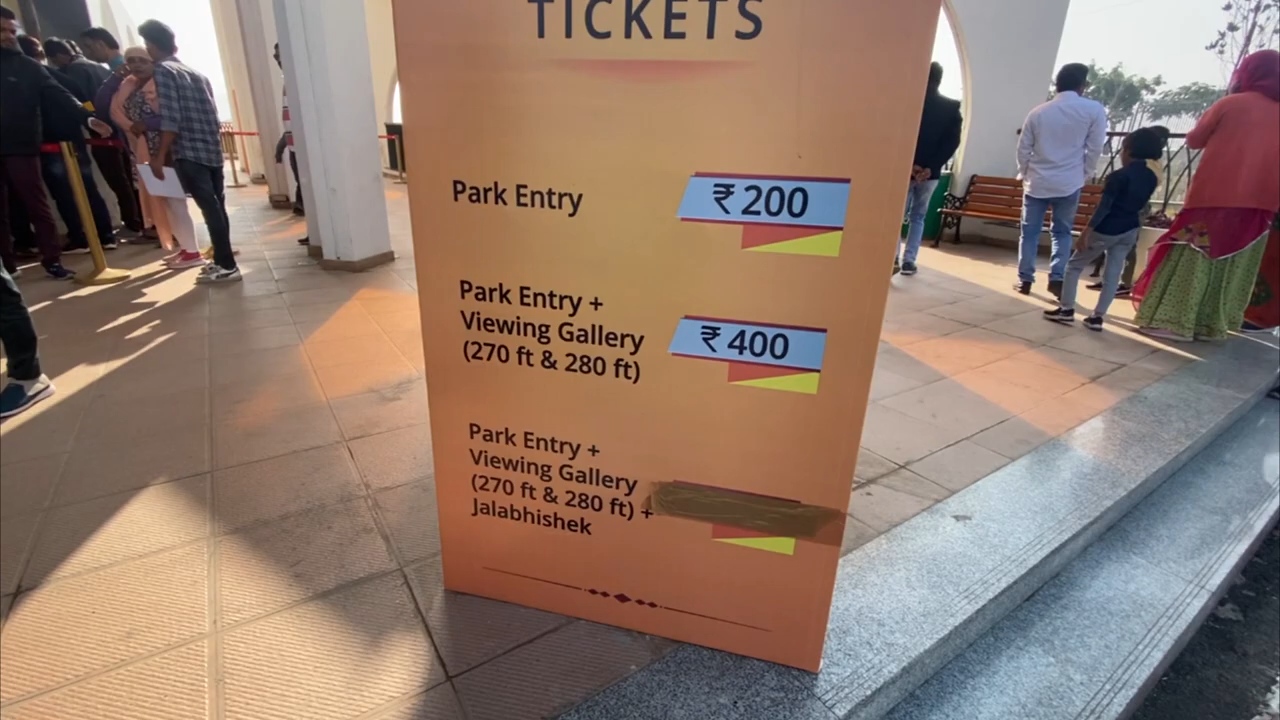 TICKETS
Park Entry
₹ 200
Park Entry +
Viewing Gallery
(270 ft & 280 ft)
₹ 400
Park Entry +
Viewing Gallery
(270 ft & 280 ft) +
Jalabhishek